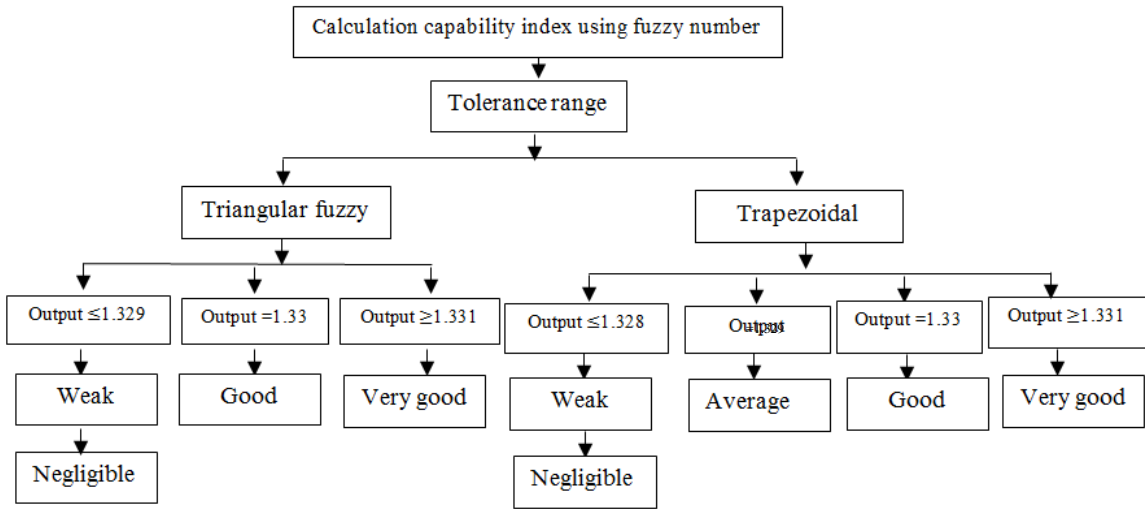 Calculation capability index using fuzzy number
Tolerance range
Triangular fuzzy
Trapezoidal
Output ≤1.329
Output =1.33
Output ≥1.331
Output ≤1.328
Output
Output =1.33
Output ≥1.331
Weak
Good
Very good
Weak
Average
Good
Very good
Negligible
Negligible